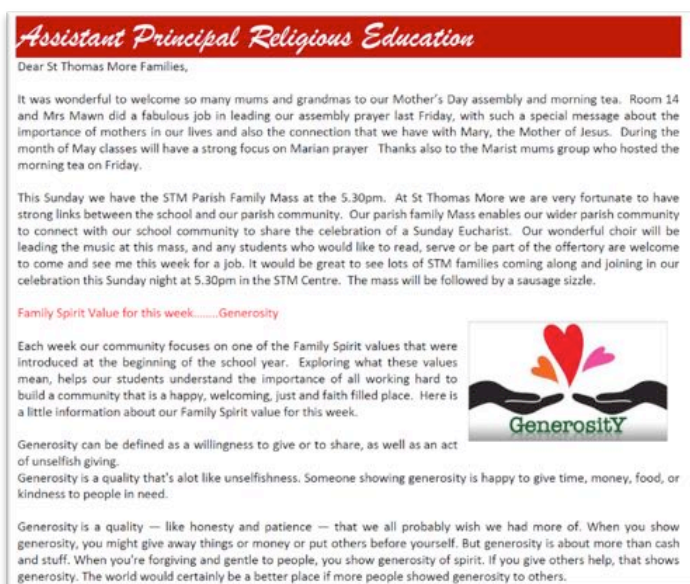 Assistant Principal Religious Education
Dear St Thomas More Families,
It was wonderful to welcome so many mums and grandmas to our Mother's Day assembly and morning tea. Room 14
and Mrs Mawn did a fabulous job in leading our assembly prayer last Friday, with such a special message about the
importance of mothers in our lives and also the connection that we have with Mary, the Mother of Jesus. During the
month of May classes will have a strong focus on Marian prayer Thanks also to the Marist mums group who hosted the
morning tea on Friday.
This Sunday we have the STM Parish Family Mass at the 5.30pm. At St Thomas More we are very fortunate to have
strong links between the school and our parish community. Our parish family Mass enables our wider parish community
to connect with our school community to share the celebration of a Sunday Eucharist. Our wonderful choir will be
leading the music at this mass, and any students who would like to read, serve or be part of the offertory are welcome
to come and see me this week for a job. It would be great to see lots of STM families coming along and joining in our
celebration this Sunday night at 5.30pm in the STM Centre. The mass will be followed by a sausage sizzle.
Family Spirit Value for this week........Generosity
Each week our community focuses on one of the Family Spirit values that were
introduced at the beginning of the school year. Exploring what these values
mean, helps our students understand the importance of all working hard to
build a community that is a happy, welcoming, just and faith filled place. Here is
a little information about our Family Spirit value for this week.
GenerositY
Generosity can be defined as a willingness to give or to share, as well as an act
of unselfish giving.
Generosity is a quality that's alot like unselfishness. Someone showing generosity is happy to give time, money, food, or
kindness to people in need.
Generosity is a quality — like honesty and patience — that we all probably wish we had more of. When you show
generosity, you might give away things or money or put others before yourself. But generosity is about more than cash
and stuff. When you're forgiving and gentle to people, you show generosity of spirit. If you give others help, that shows
generosity. The world would certainly be a better place if more people showed generosity to others.